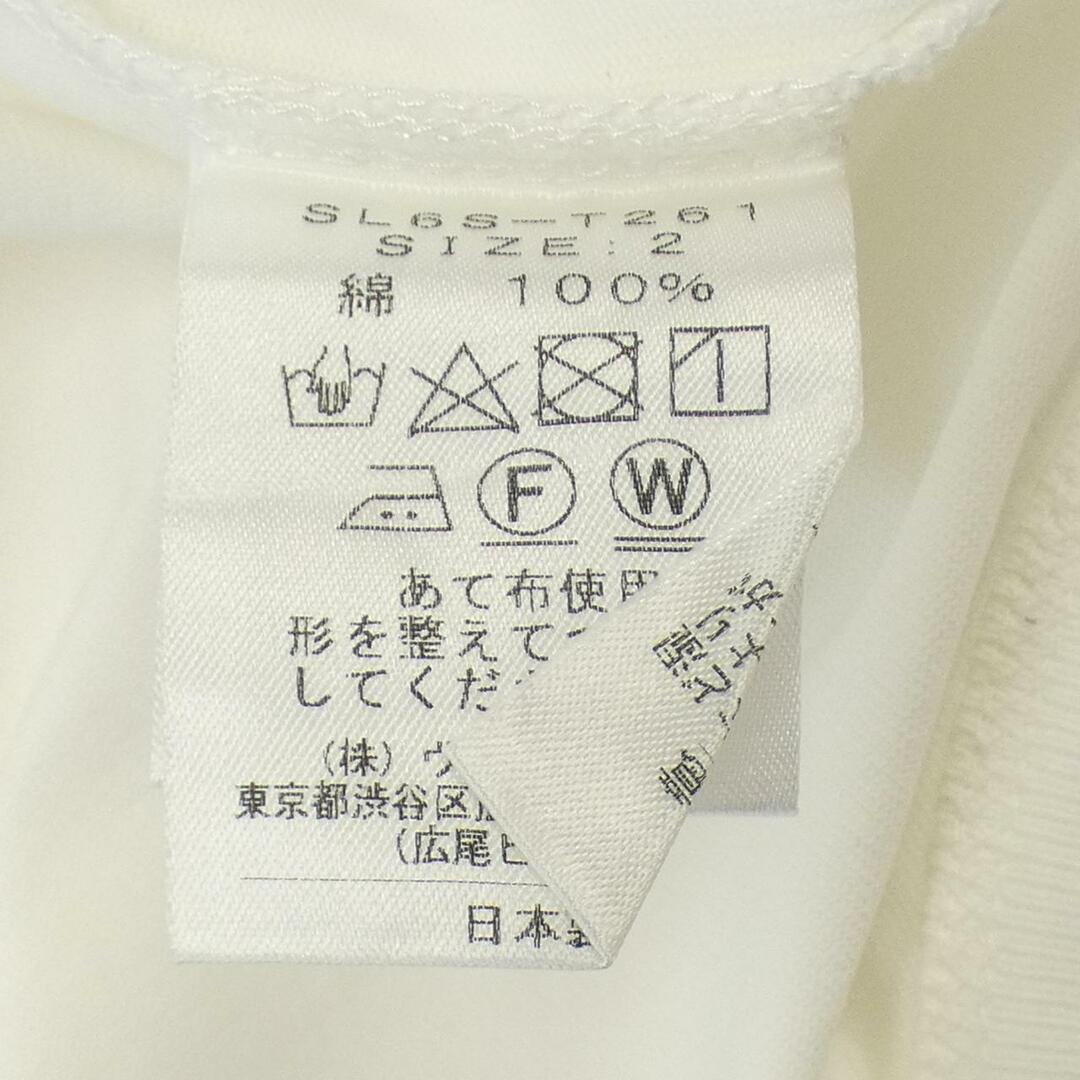 SL6S-T261
SIZE:2
綿 100%
F W
あて布使用
形を整えて
してくだ
(株)
東京都渋谷区
(広尾ビ
日本